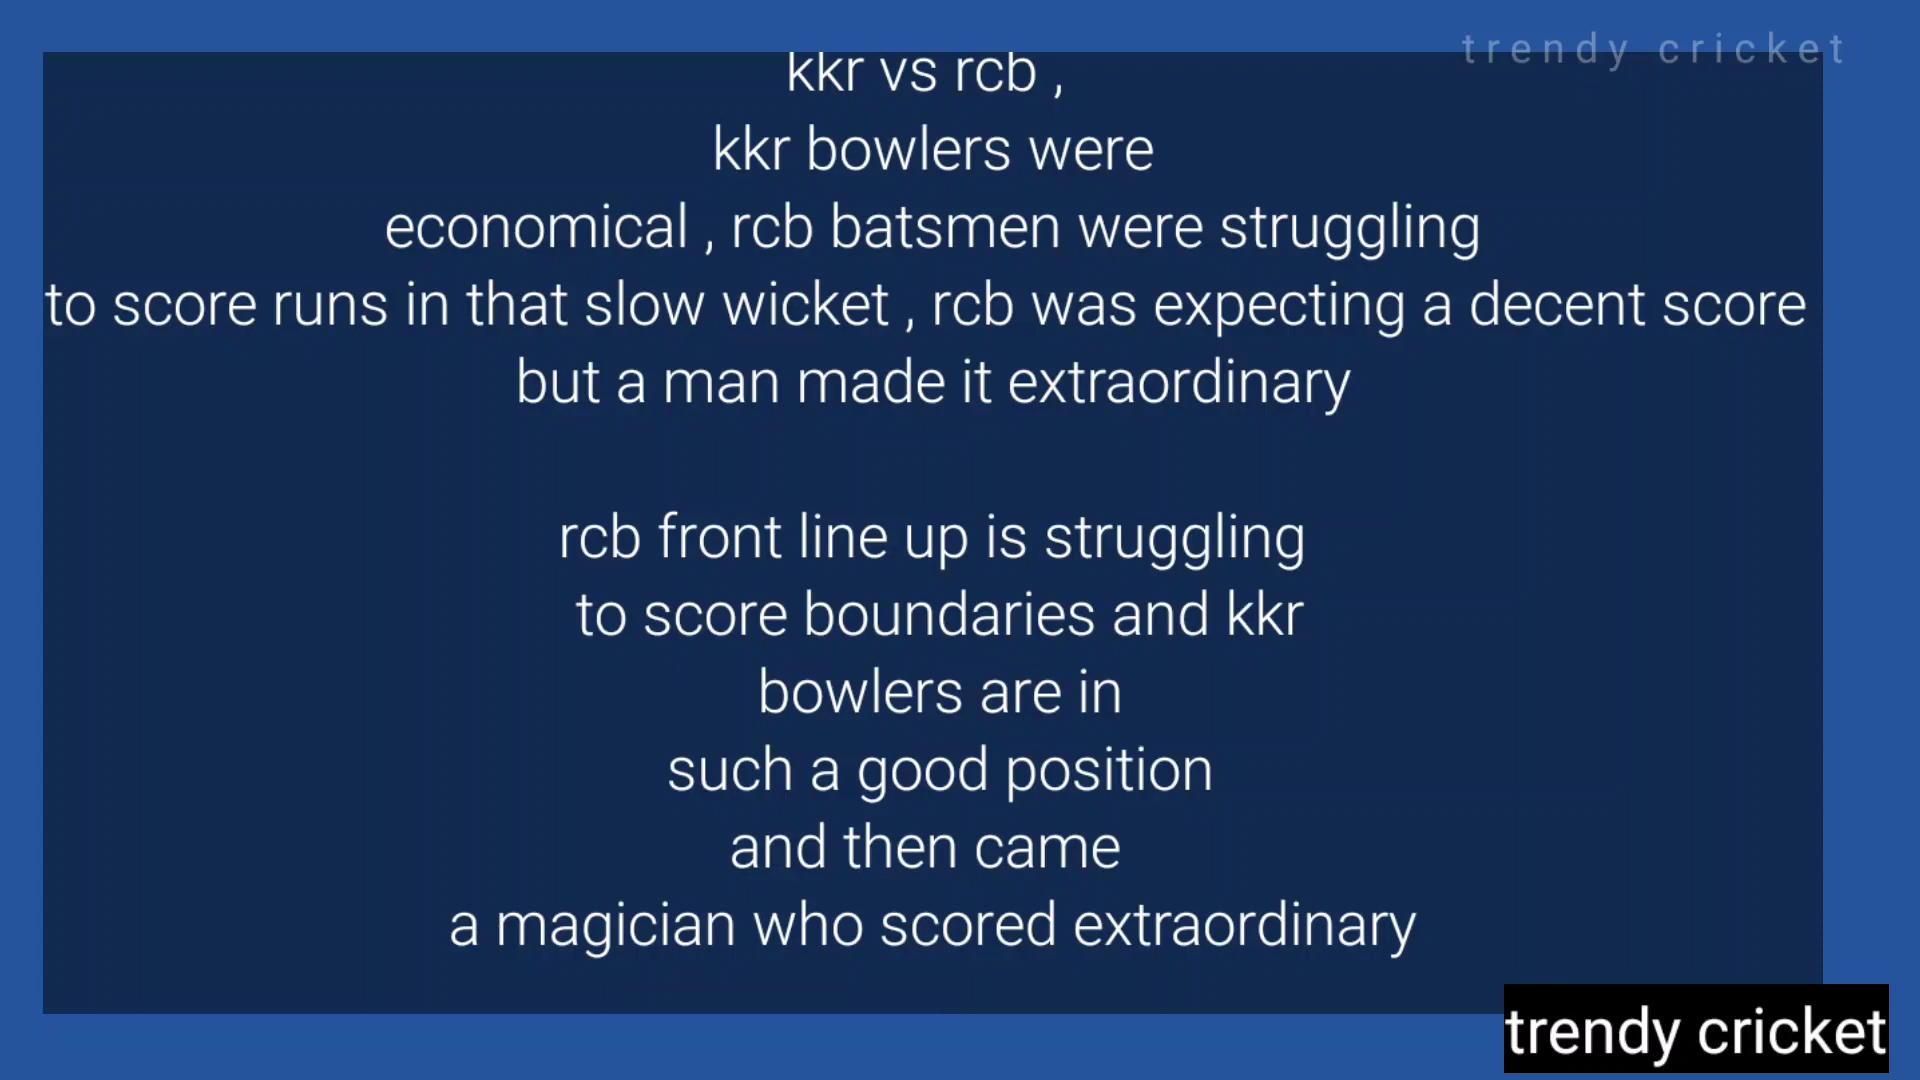 trendy cricket
kkr vs rcb ,
kkr bowlers were
economical , rcb batsmen were struggling
to score runs in that slow wicket , rcb was expecting a decent score
but a man made it extraordinary
rcb front line up is struggling
to score boundaries and kkr
bowlers are in
such a good position
and then came
a magician who scored extraordinary
trendy cricket